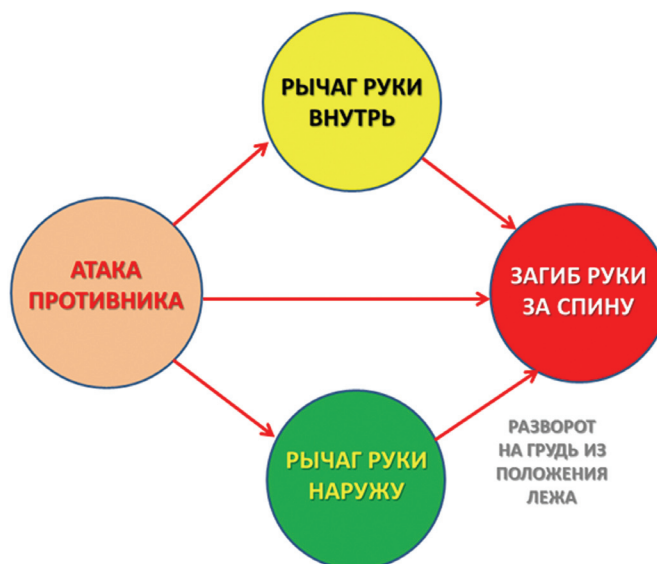 РЫЧАГ РУКИ
ВНУТРЬ
АТАКА
ПРОТИВНИКА
ЗАГИБ РУКИ
ЗА СПИНУ
РЫЧАГ РУКИ
НАРУЖУ
РАЗВОРОТ
НА ГРУДЬ ИЗ
ПОЛОЖЕНИЯ
ЛЕЖА